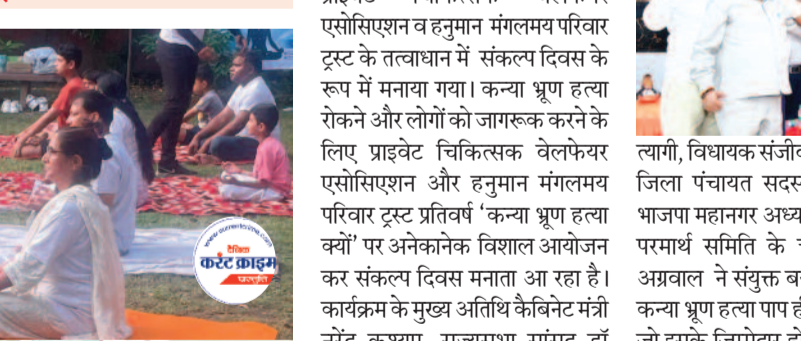 www.currentcrime.com
दैनिक
करंट क्राइम
एसोसिएशन व हनुमान मंगलमय परिवार
ट्रस्ट के तत्वाधान में संकल्प दिवस के
रूप में मनाया गया। कन्या भ्रूण हत्या
रोकने और लोगों को जागरूक करने के
लिए प्राइवेट चिकित्सक वेलफेयर
एसोसिएशन और हनुमान मंगलमय
परिवार ट्रस्ट प्रतिवर्ष ‘कन्या भ्रूण हत्या
क्यों’ पर अनेकानेक विशाल आयोजन
कर संकल्प दिवस मनाता आ रहा है।
कार्यक्रम के मुख्य अतिथि कैबिनेट मंत्री
त्यागी, विधायक संजीव
जिला पंचायत सदस
भाजपा महानगर अध्य
परमार्थ समिति के
अग्रवाल ने संयुक्त ब
कन्या भ्रूण हत्या पाप ह